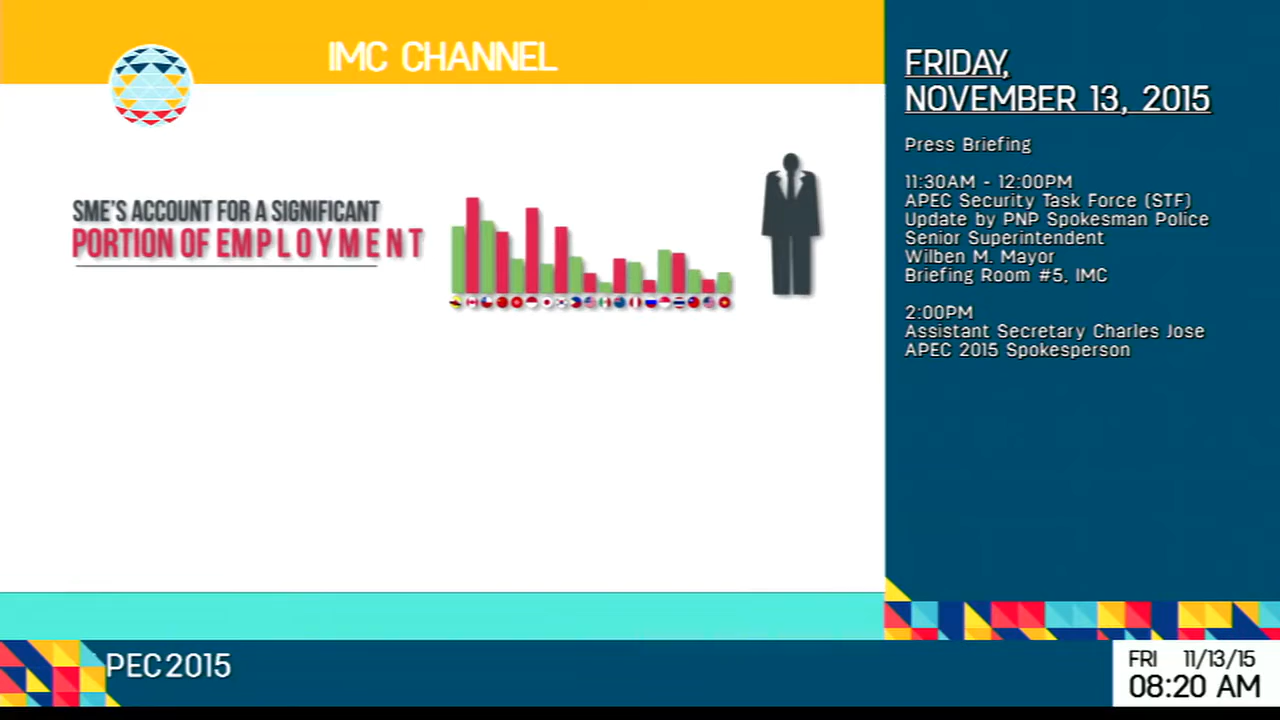 IMC CHANNEL
SME'S ACCOUNT FOR A SIGNIFICANT
PORTION OF EMPLOYMENT
FRIDAY,
NOVEMBER 13, 2015
Press Briefing
11:30AM - 12:00PM
APEC Security Task Force (STF)
Update by PNP Spokesman Police
Senior Superintendent
Wilben M. Mayor
Briefing Room #5, IMC
2:00PM
Assistant Secretary Charles Jose
APEC 2015 Spokesperson
PEC 2015
FRI 11/13/15
08:20 AM